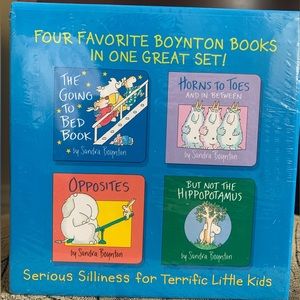 FOUR FAVORITE BOYNTON BOOKS
IN ONE GREAT SET!
THE
GOING
TO
BED
BOOK
by Sandra Boynton
HORNS TO TOES
AND IN BETWEEN
by Sandra Boynton
OPPOSITES
by Sandra Boynton
BUT NOT THE
HIPPOPOTAMUS
by Sandra Boynton
Serious Silliness for Terrific Little Kids